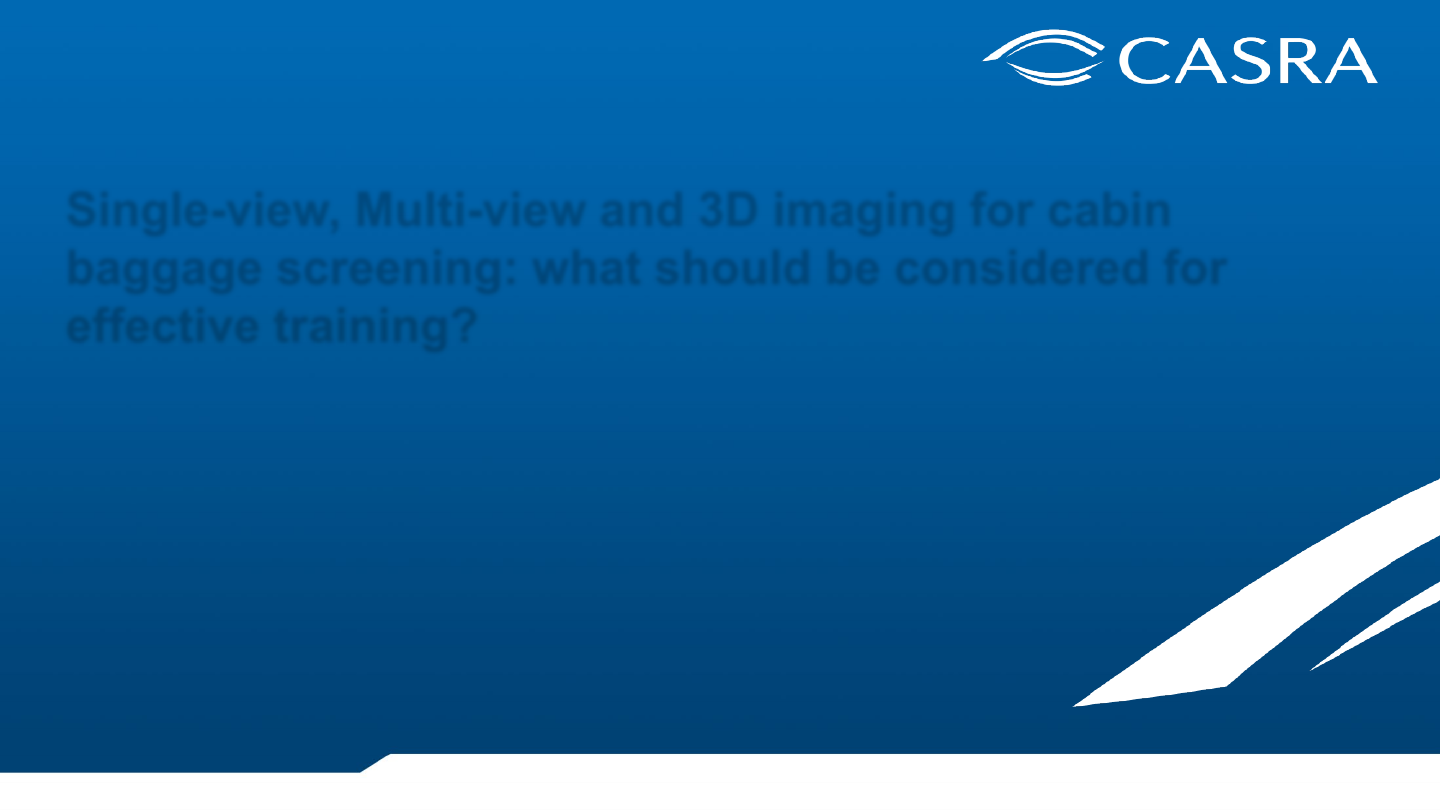 CASRA
Single-view, Multi-view and 3D imaging for cabin
baggage screening: what should be considered for
effective training?